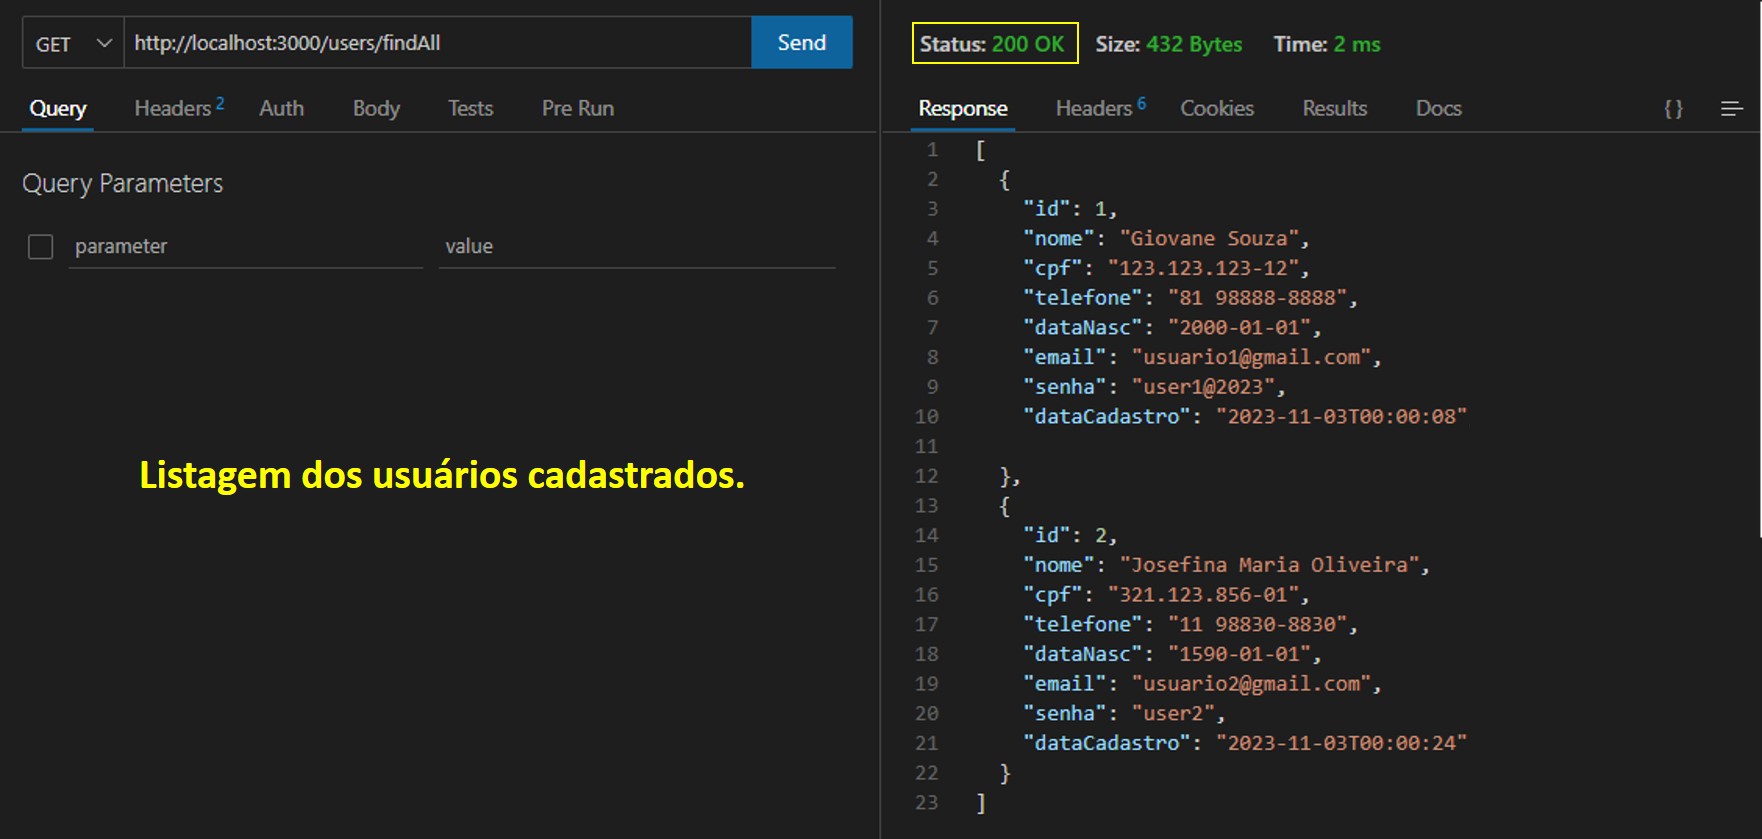 GET http://localhost:3000/users/findAll Send
Query Headers 2 Auth Body Tests Pre Run
Query Parameters
parameter value
Listagem dos usuários cadastrados.
Status: 200 OK Size: 432 Bytes Time: 2 ms
Response Headers 6 Cookies Results Docs { }
1 [
2 {
3 "id": 1,
4 "nome": "Giovane Souza",
5 "cpf": "123.123.123-12",
6 "telefone": "81 98888-8888",
7 "dataNasc": "2000-01-01",
8 "email": "usuario1@gmail.com",
9 "senha": "user1@2023",
10 "dataCadastro": "2023-11-03T00:00:08"
11
12 },
13 {
14 "id": 2,
15 "nome": "Josefina Maria Oliveira",
16 "cpf": "321.123.856-01",
17 "telefone": "11 98830-8830",
18 "dataNasc": "1590-01-01",
19 "email": "usuario2@gmail.com",
20 "senha": "user2",
21 "dataCadastro": "2023-11-03T00:00:24"
22 }
23 ]